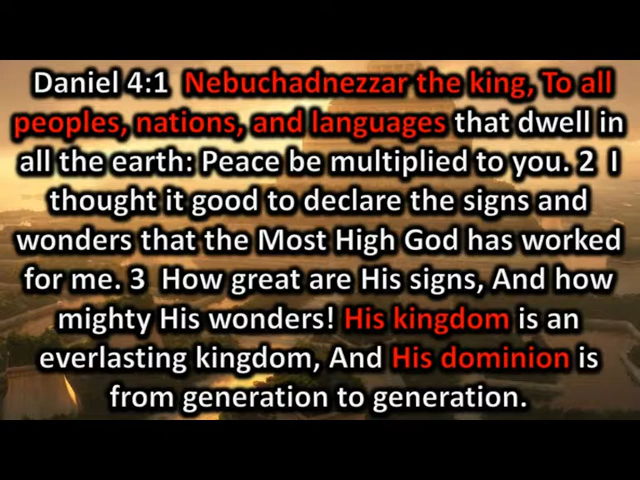 Daniel 4:1  Nebuchadnezzar the king, To all
peoples, nations, and languages that dwell in
all the earth: Peace be multiplied to you. 2  I
thought it good to declare the signs and
wonders that the Most High God has worked
for me. 3  How great are His signs, And how
mighty His wonders! His kingdom is an
everlasting kingdom, And His dominion is
from generation to generation.